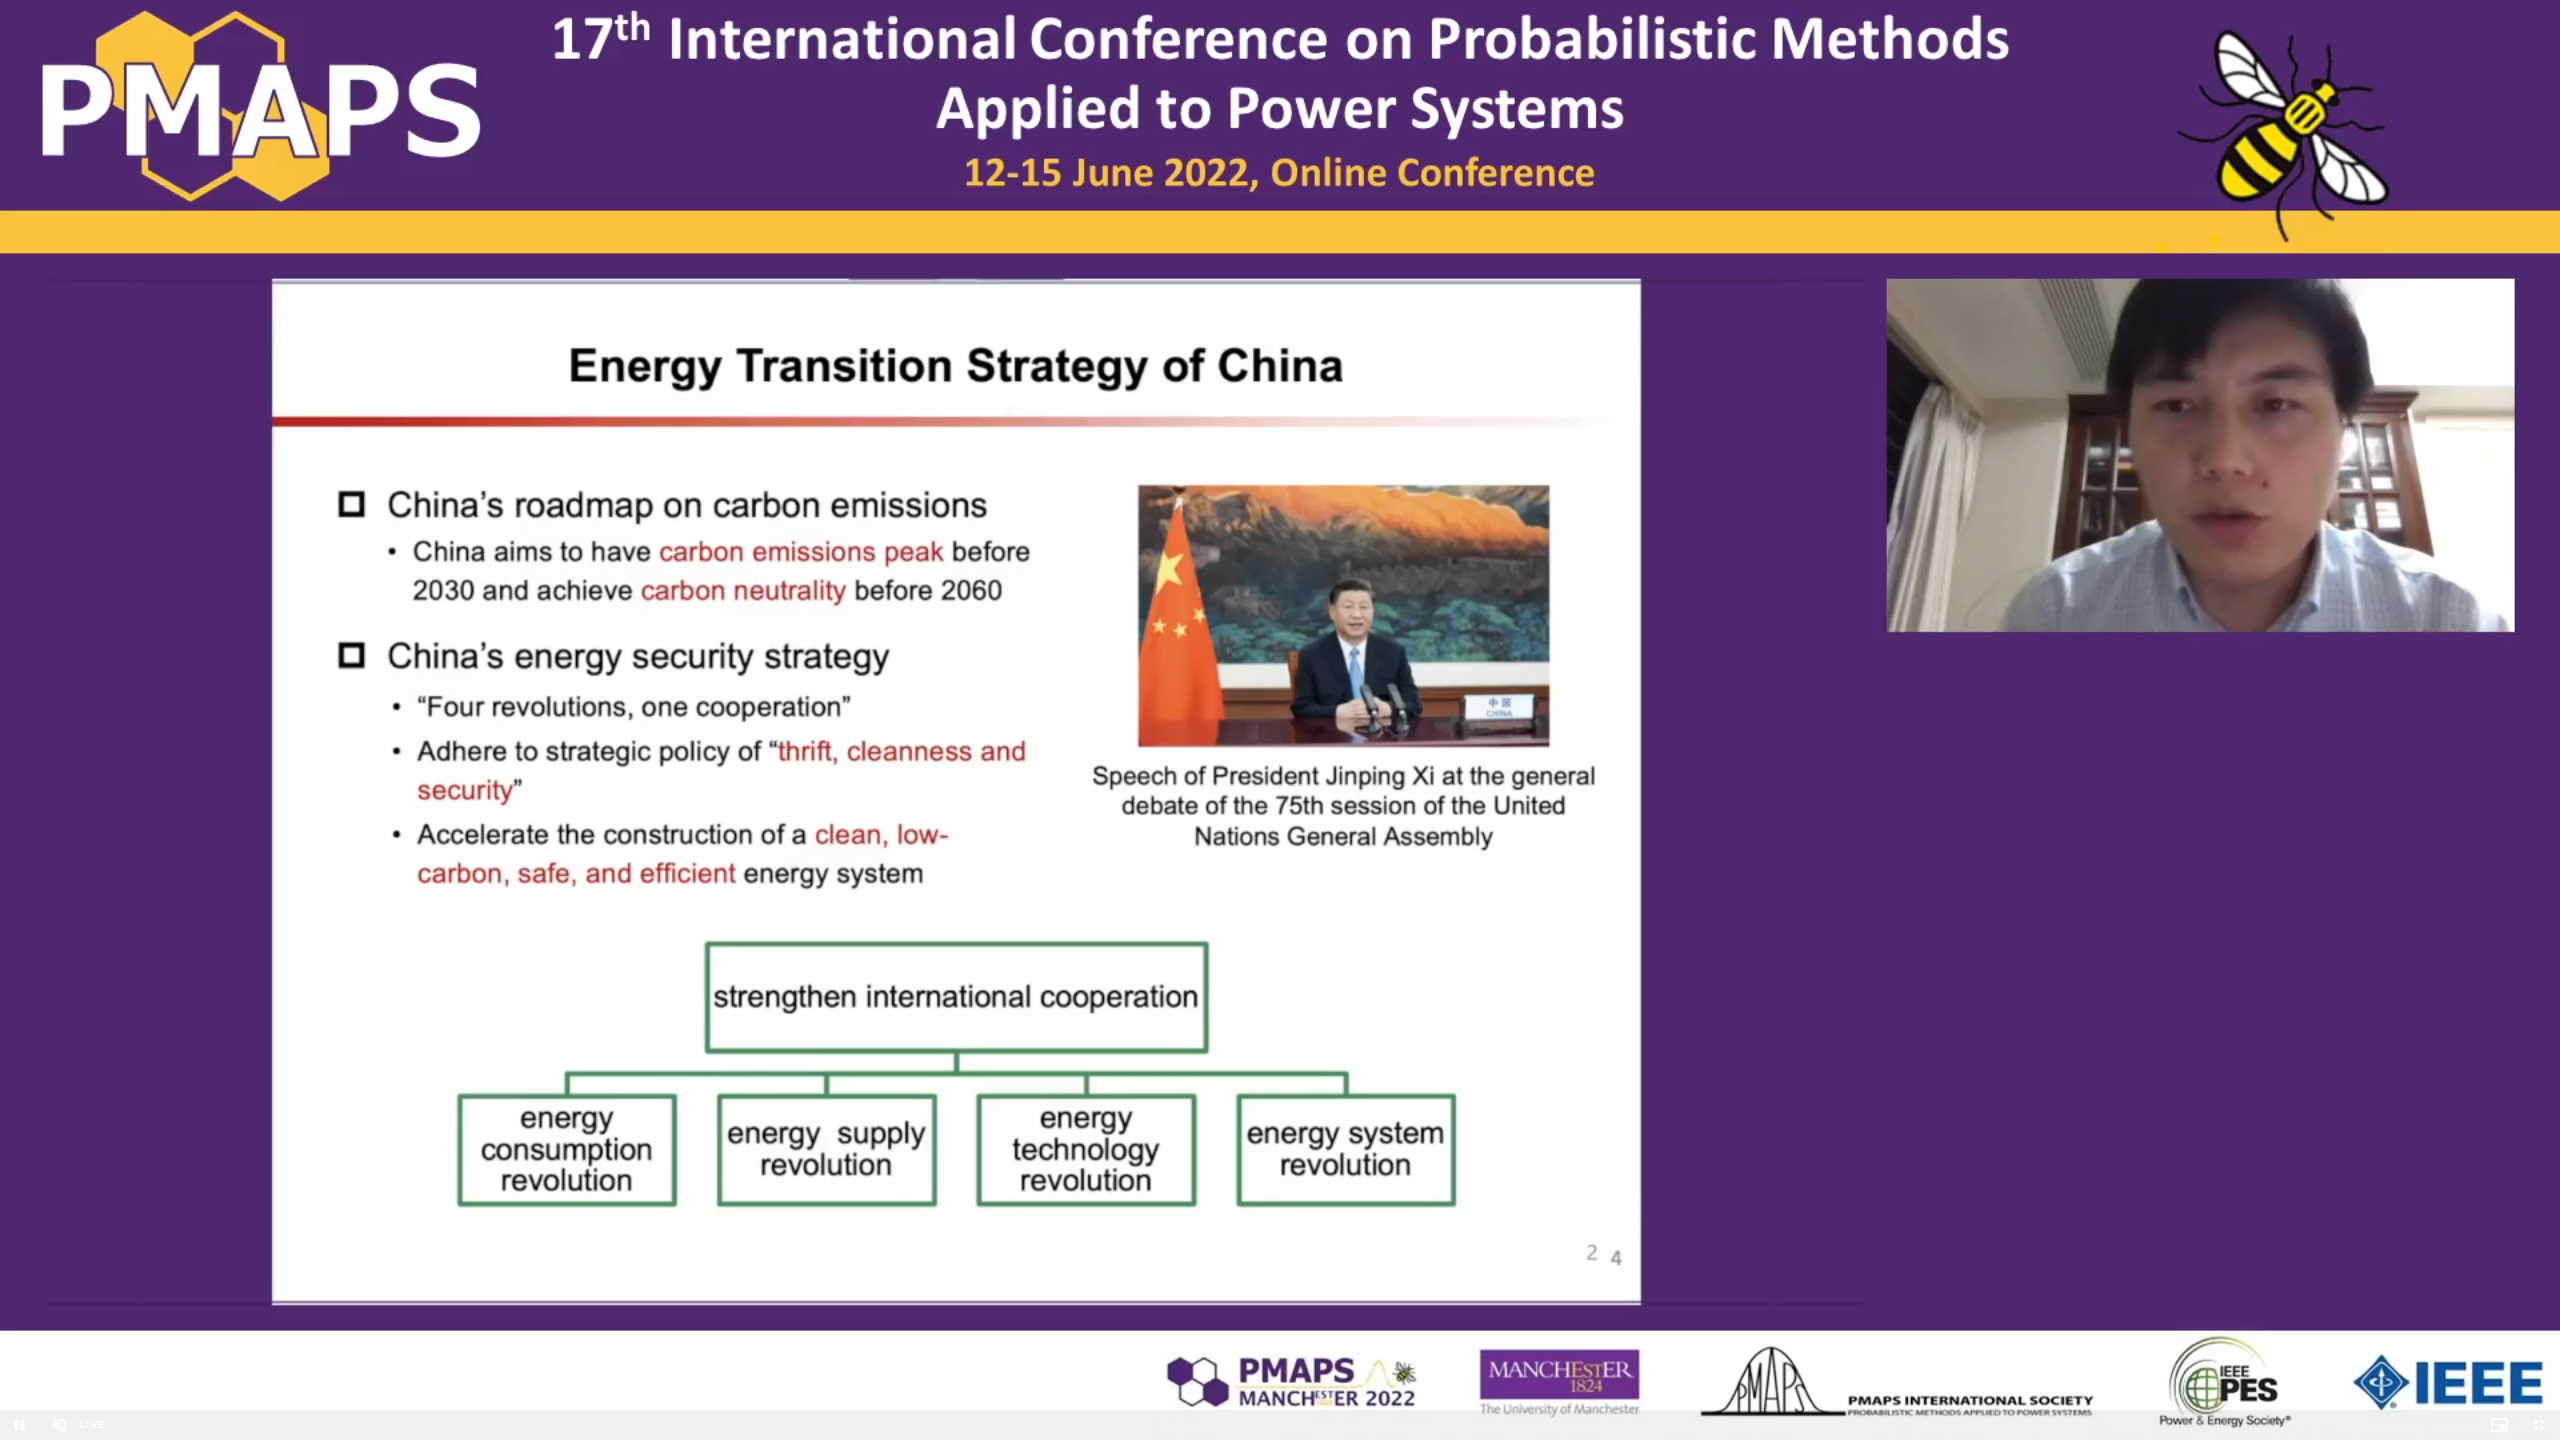 PMAPS
17th International Conference on Probabilistic Methods
Applied to Power Systems
12-15 June 2022, Online Conference
Energy Transition Strategy of China
China’s roadmap on carbon emissions
• China aims to have carbon emissions peak before
2030 and achieve carbon neutrality before 2060
China’s energy security strategy
• “Four revolutions, one cooperation”
• Adhere to strategic policy of “thrift, cleanness and
security”
• Accelerate the construction of a clean, low-
carbon, safe, and efficient energy system
中国
CHINA
Speech of President Jinping Xi at the general
debate of the 75th session of the United
Nations General Assembly
strengthen international cooperation
energy
consumption
revolution
energy supply
revolution
energy
technology
revolution
energy system
revolution
2 4
PMAPS
MANCHESTER 2022
MANCHESTER
1824
The University of Manchester
PMAPS
PMAPS INTERNATIONAL SOCIETY
PROBABILISTIC METHODS APPLIED TO POWER SYSTEMS
IEEE
PES
Power & Energy Society®
IEEE
LIVE